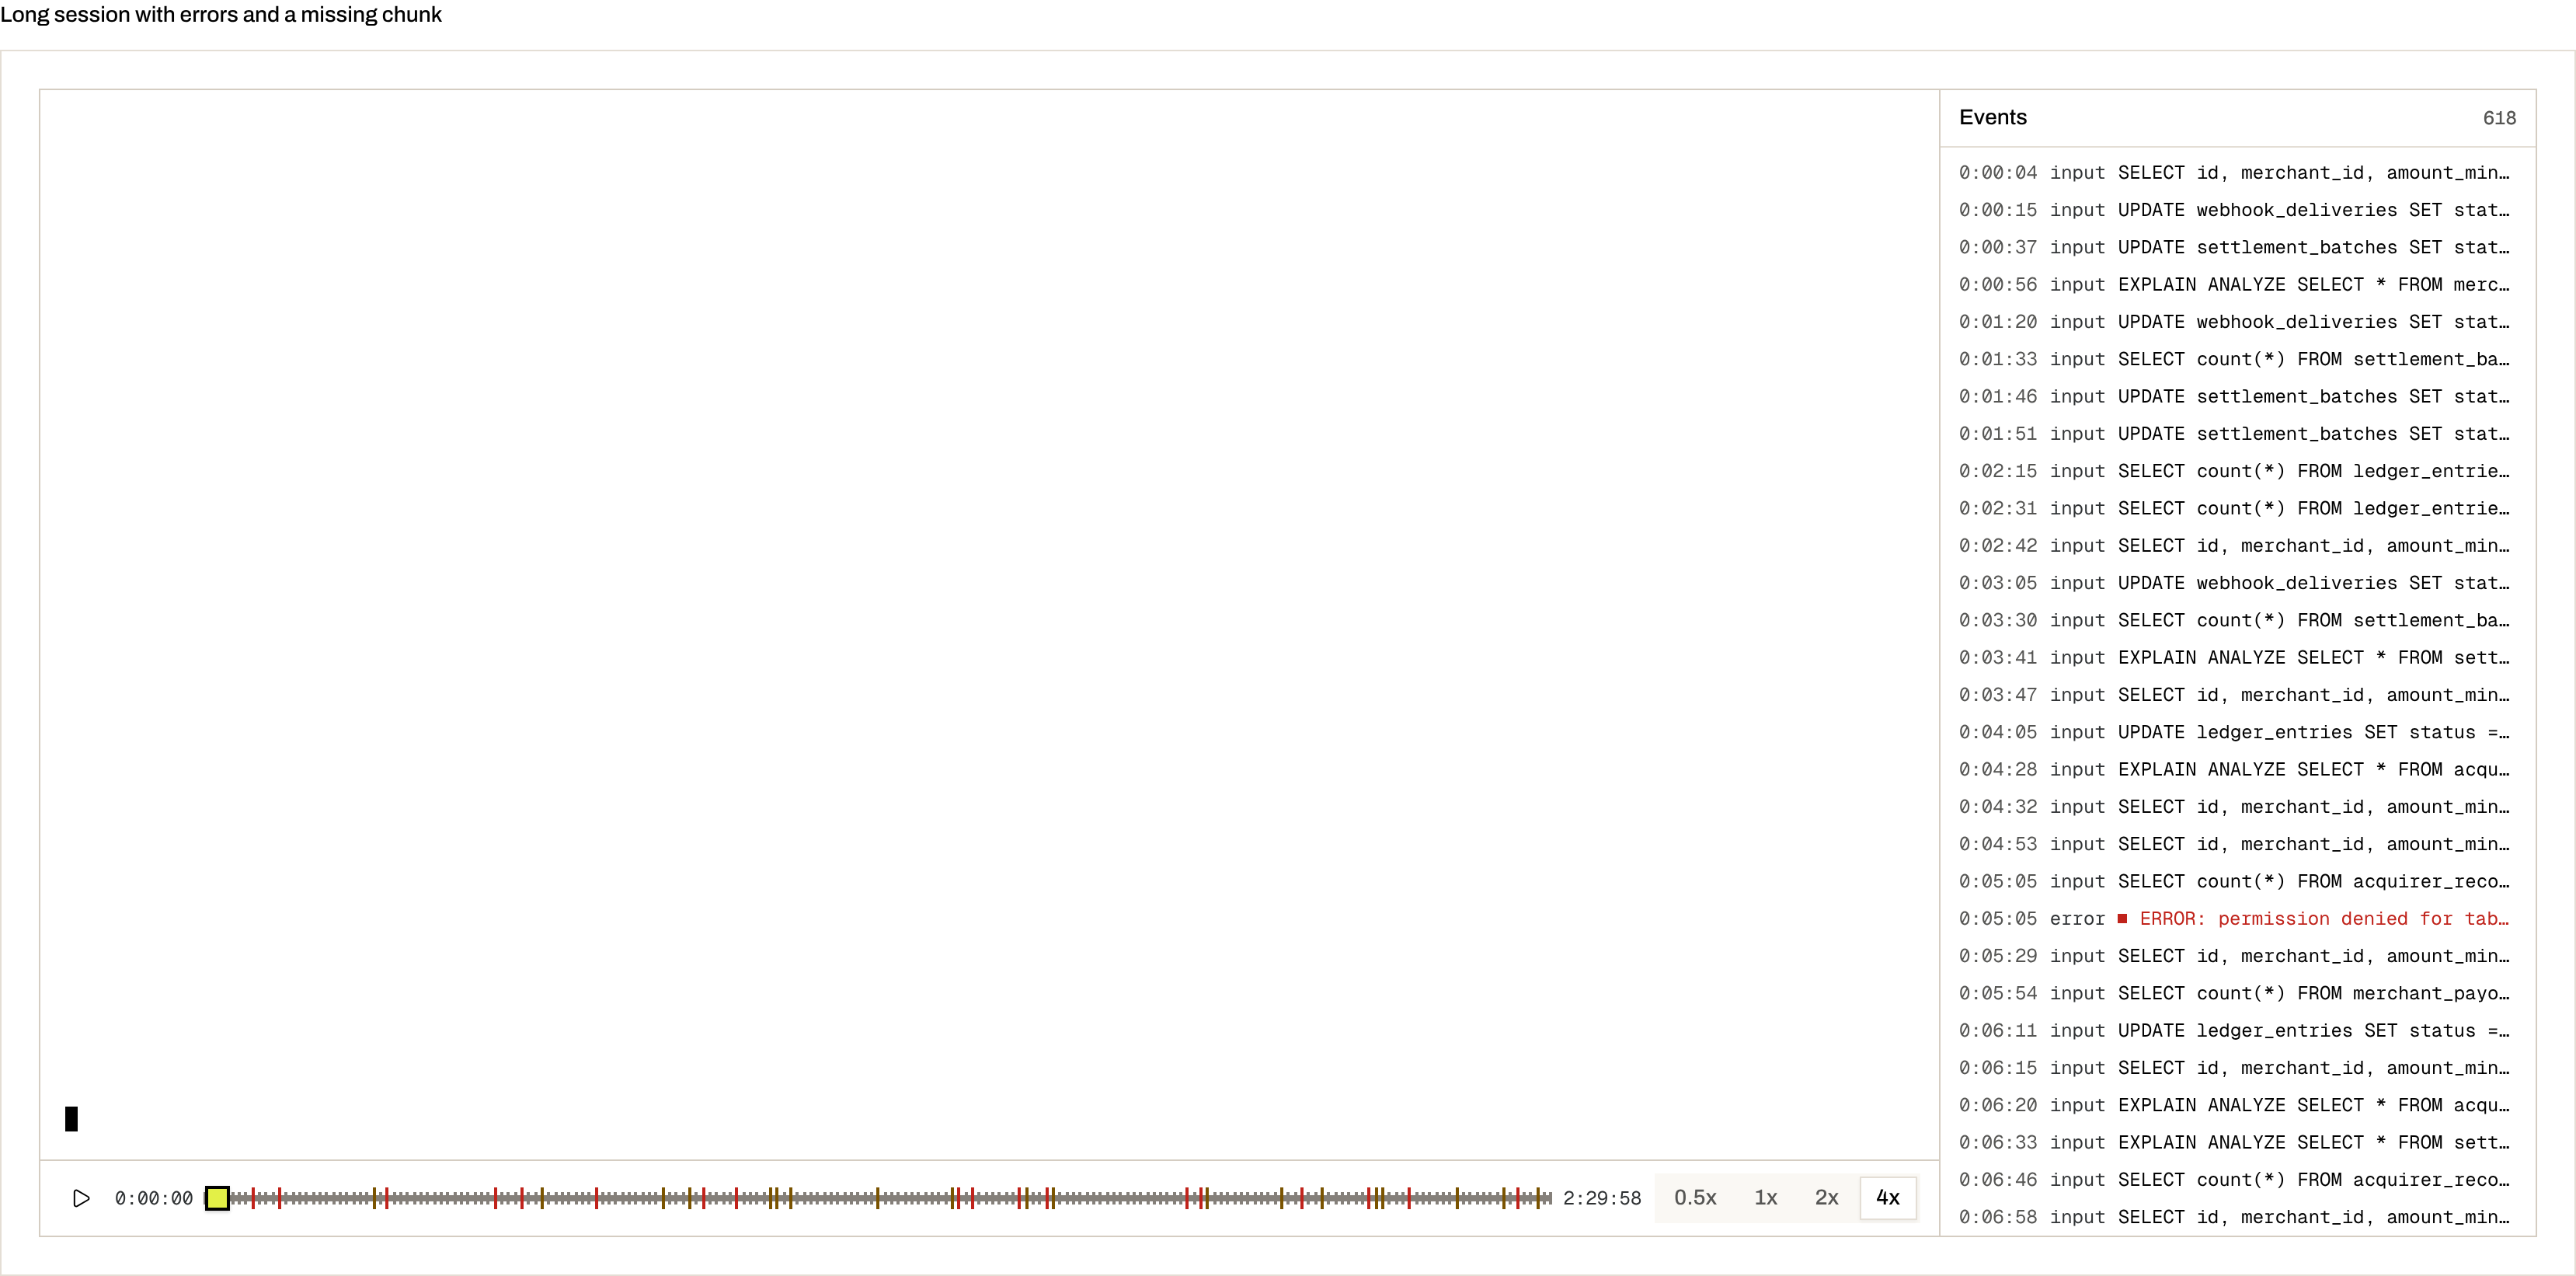 Long session with errors and a missing chunk
Events 618
0:00:04 input SELECT id, merchant_id, amount_min…
0:00:15 input UPDATE webhook_deliveries SET stat…
0:00:37 input UPDATE settlement_batches SET stat…
0:00:56 input EXPLAIN ANALYZE SELECT * FROM merc…
0:01:20 input UPDATE webhook_deliveries SET stat…
0:01:33 input SELECT count(*) FROM settlement_ba…
0:01:46 input UPDATE settlement_batches SET stat…
0:01:51 input UPDATE settlement_batches SET stat…
0:02:15 input SELECT count(*) FROM ledger_entrie…
0:02:31 input SELECT count(*) FROM ledger_entrie…
0:02:42 input SELECT id, merchant_id, amount_min…
0:03:05 input UPDATE webhook_deliveries SET stat…
0:03:30 input SELECT count(*) FROM settlement_ba…
0:03:41 input EXPLAIN ANALYZE SELECT * FROM sett…
0:03:47 input SELECT id, merchant_id, amount_min…
0:04:05 input UPDATE ledger_entries SET status =…
0:04:28 input EXPLAIN ANALYZE SELECT * FROM acqu…
0:04:32 input SELECT id, merchant_id, amount_min…
0:04:53 input SELECT id, merchant_id, amount_min…
0:05:05 input SELECT count(*) FROM acquirer_reco…
0:05:05 error ERROR: permission denied for tab…
0:05:29 input SELECT id, merchant_id, amount_min…
0:05:54 input SELECT count(*) FROM merchant_payo…
0:06:11 input UPDATE ledger_entries SET status =…
0:06:15 input SELECT id, merchant_id, amount_min…
0:06:20 input EXPLAIN ANALYZE SELECT * FROM acqu…
0:06:33 input EXPLAIN ANALYZE SELECT * FROM sett…
0:06:46 input SELECT count(*) FROM acquirer_reco…
0:06:58 input SELECT id, merchant_id, amount_min…
0:00:00 2:29:58 0.5x 1x 2x 4x